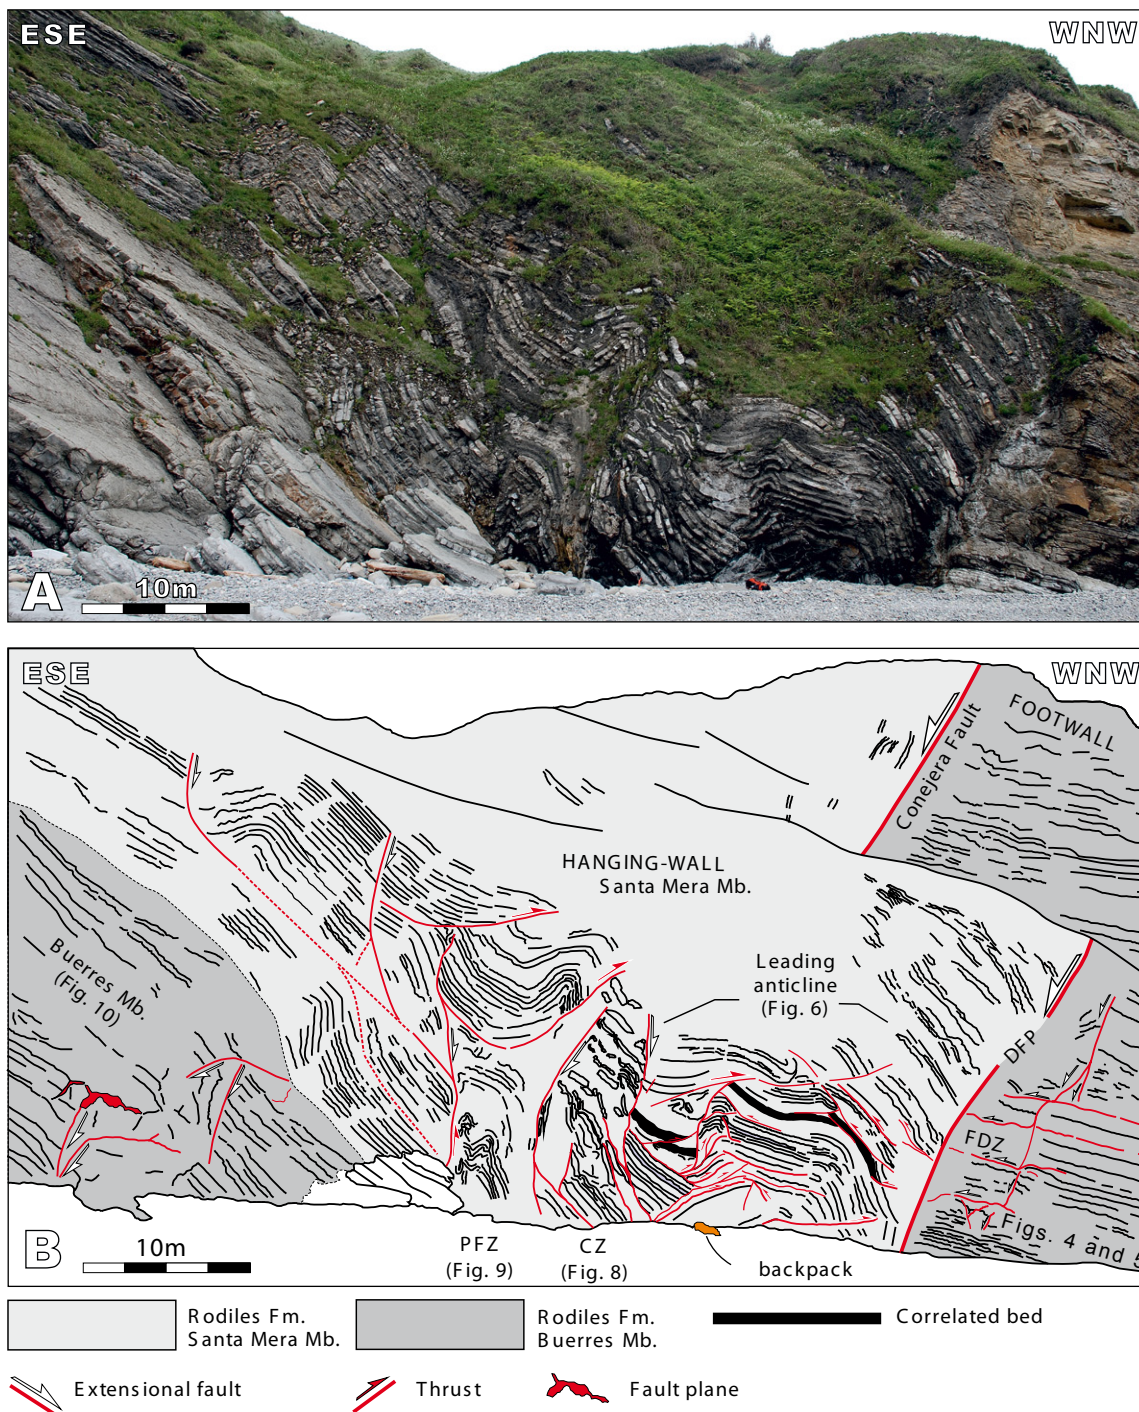 ESE
WNW
A
10m
ESE
WNW
FOOTWALL
Conejera Fault
HANGING-WALL
Santa Mera Mb.
Buerres Mb.
(Fig. 10)
Leading
anticline
(Fig. 6)
DFP
FDZ
Figs. 4 and 5
B
10m
PFZ
(Fig. 9)
CZ
(Fig. 8)
backpack
Rodiles Fm.
Santa Mera Mb.
Rodiles Fm.
Buerres Mb.
Correlated bed
Extensional fault
Thrust
Fault plane